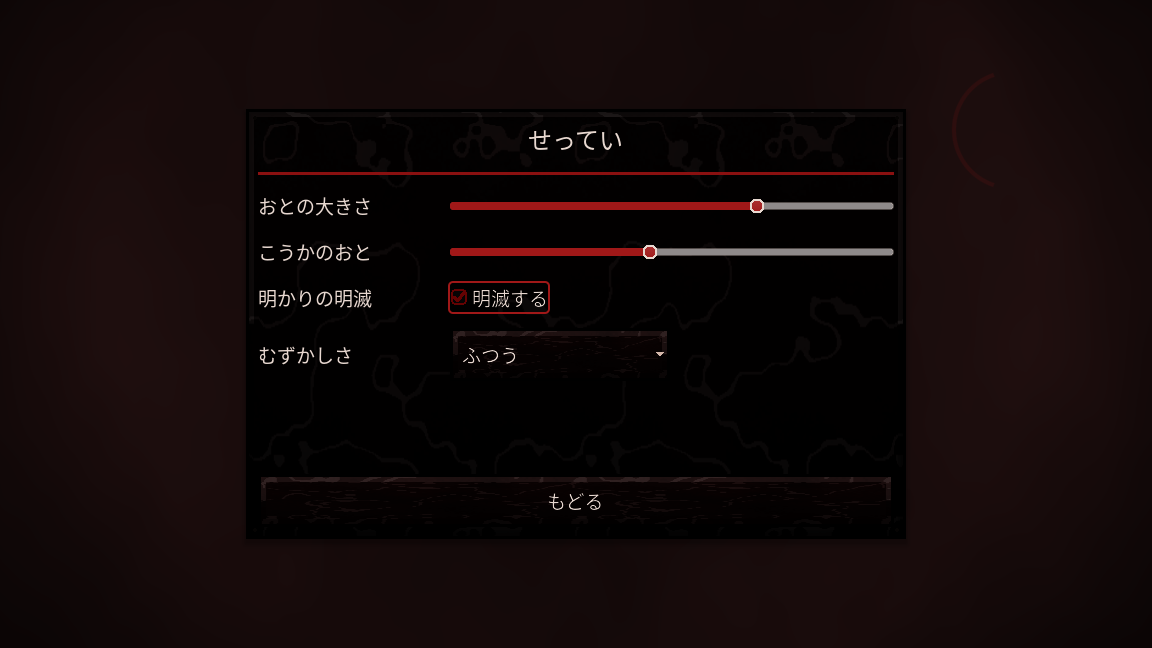 せってい
おとの大きさ
こうかのおと
明かりの明滅
明滅する
むずかしさ
ふつう
もどる